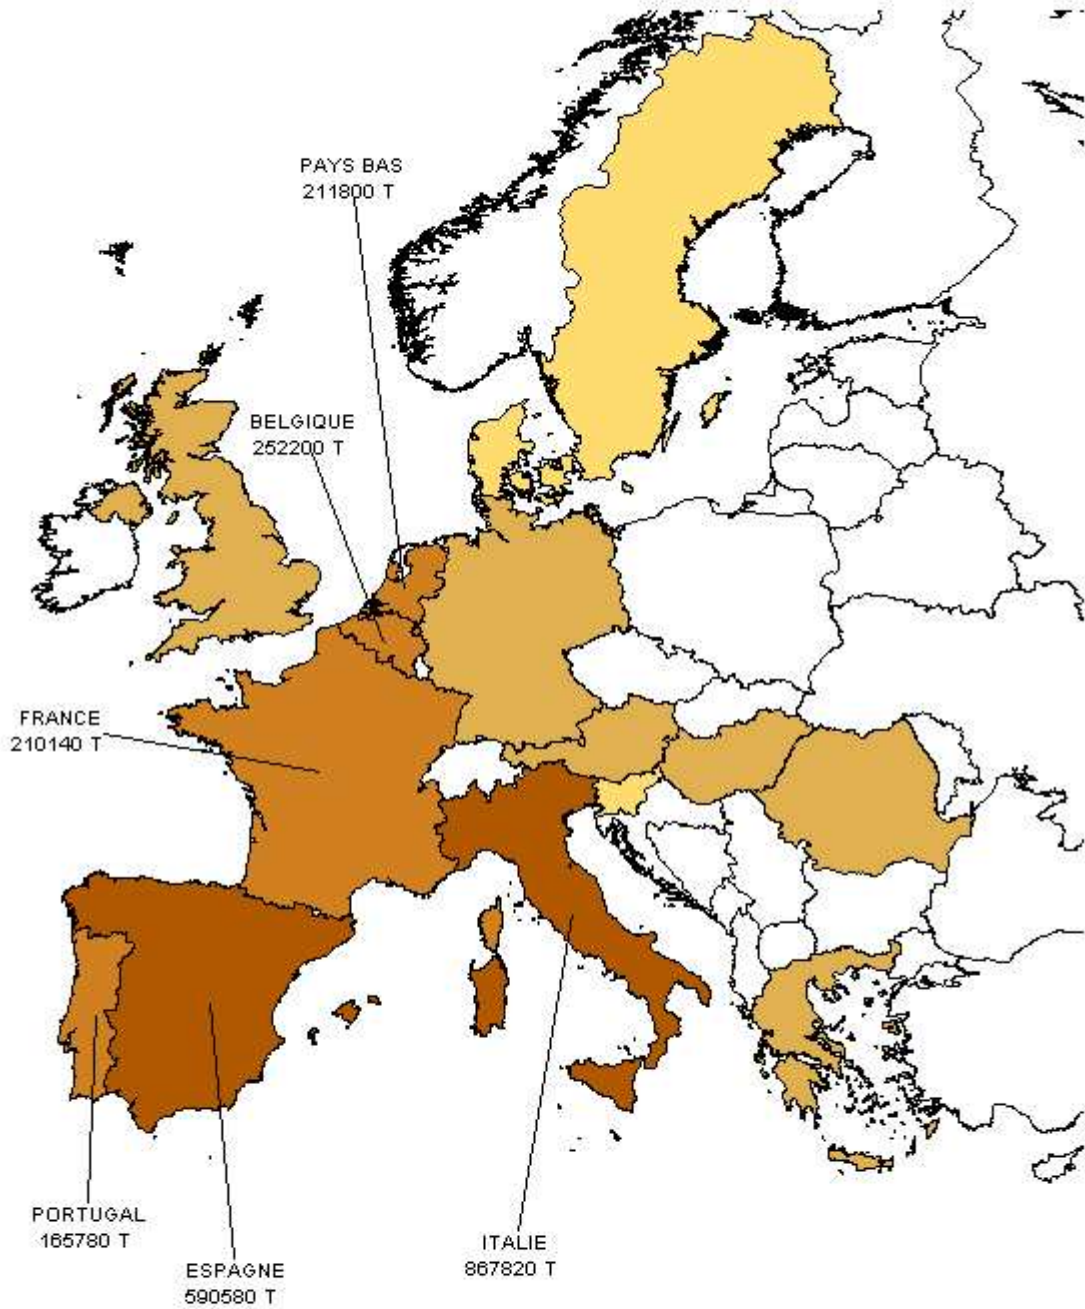 PAYS BAS
211800 T
BELGIQUE
252200 T
FRANCE
210140 T
PORTUGAL
165780 T
ESPAGNE
590580 T
ITALIE
867820 T